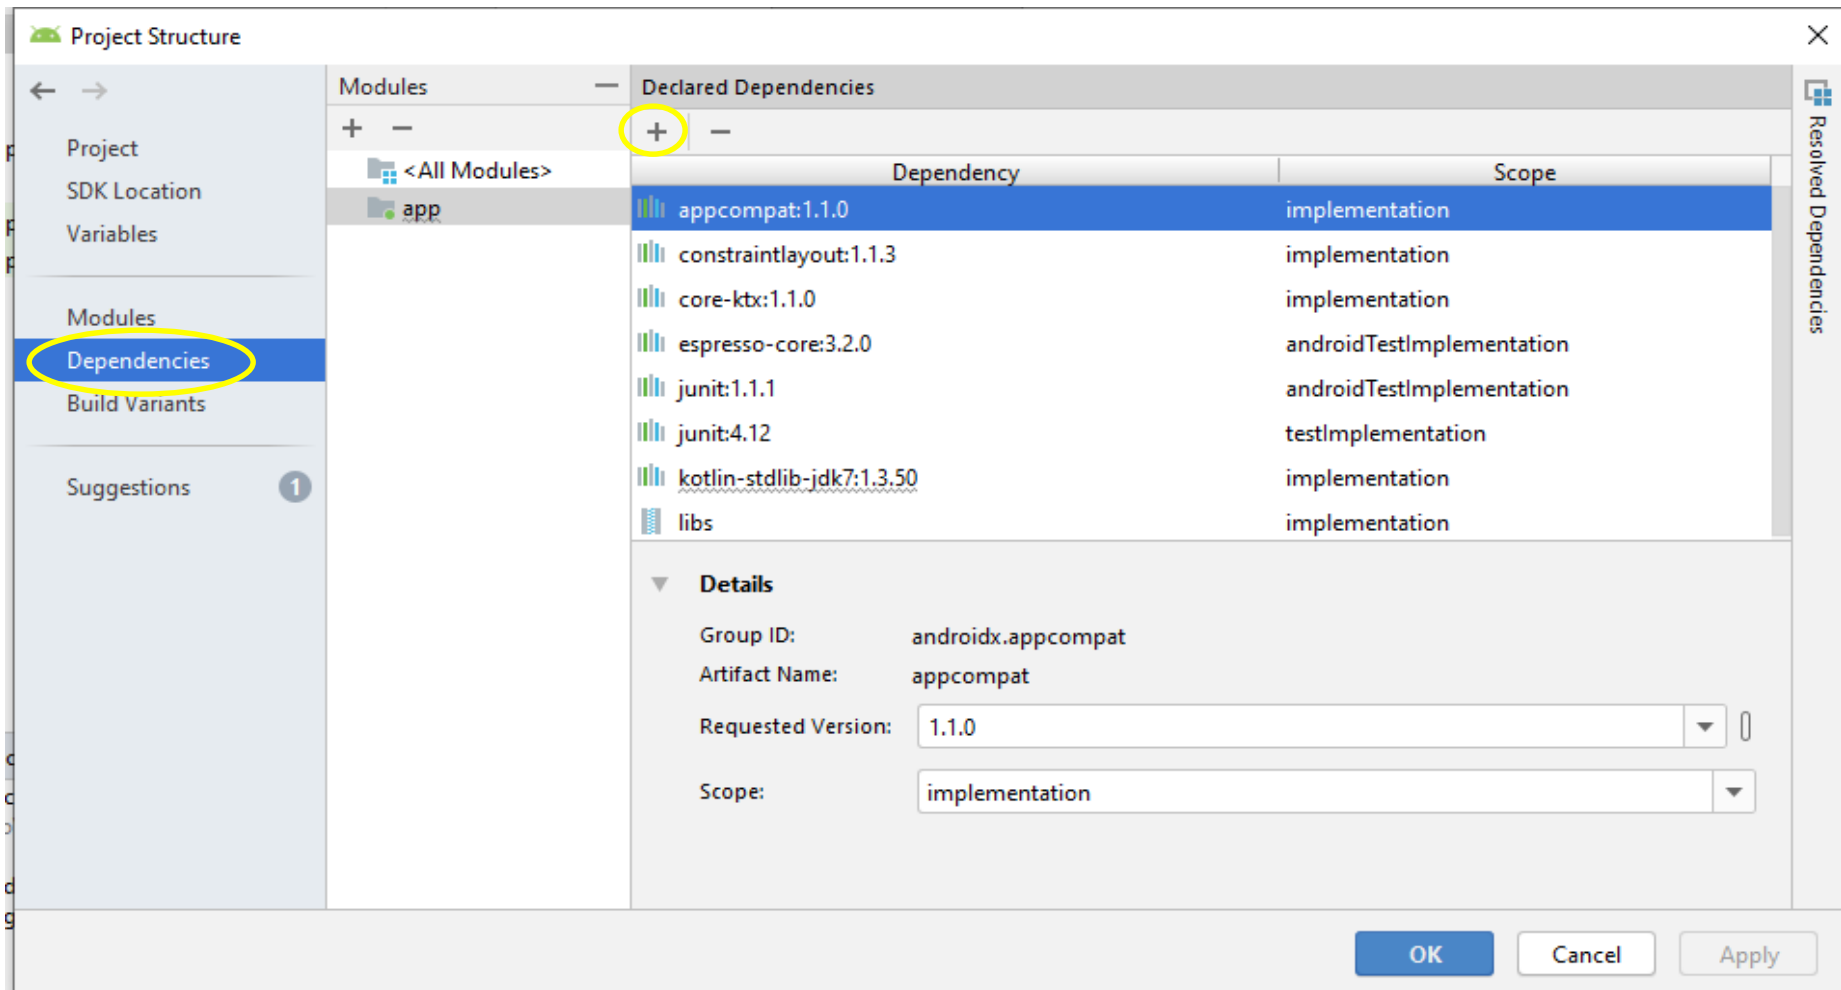 Project Structure
Modules
Declared Dependencies
Project
SDK Location
Variables
Modules
Dependencies
Build Variants
Suggestions
1
<All Modules>
app
Dependency Scope
appcompat:1.1.0 implementation
constraintlayout:1.1.3 implementation
core-ktx:1.1.0 implementation
espresso-core:3.2.0 androidTestImplementation
junit:1.1.1 androidTestImplementation
junit:4.12 testImplementation
kotlin-stdlib-jdk7:1.3.50 implementation
libs implementation
Details
Group ID: androidx.appcompat
Artifact Name: appcompat
Requested Version: 1.1.0
Scope: implementation
Resolved Dependencies
OK Cancel Apply